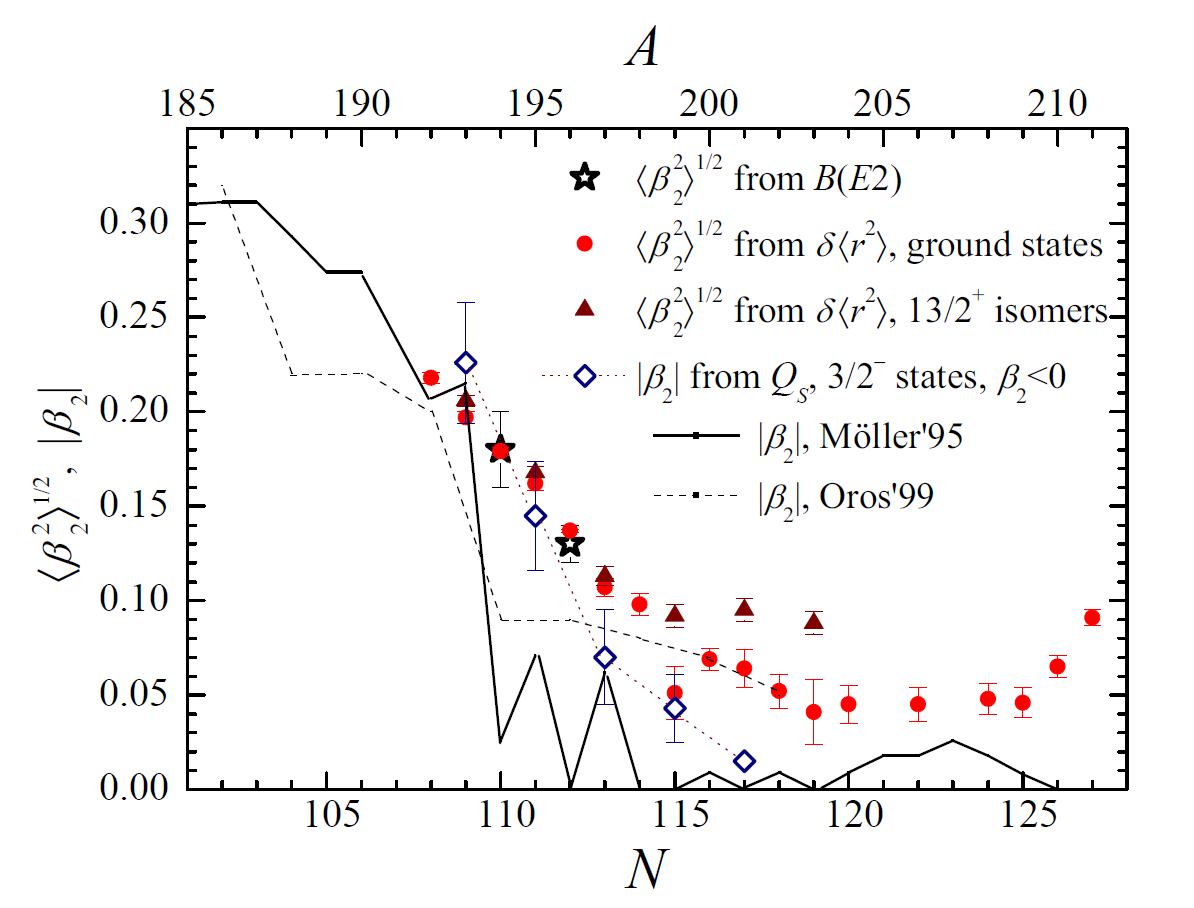 A
185 190 195 200 205 210
⟨β₂²⟩^1/2 from B(E2)
⟨β₂²⟩^1/2 from δ⟨r²⟩, ground states
⟨β₂²⟩^1/2 from δ⟨r²⟩, 13/2⁺ isomers
|β₂| from Q_S, 3/2⁻ states, β₂<0
|β₂|, Möller'95
|β₂|, Oros'99
⟨β₂²⟩^1/2, |β₂|
0.30
0.25
0.20
0.15
0.10
0.05
0.00
105 110 115 120 125
N